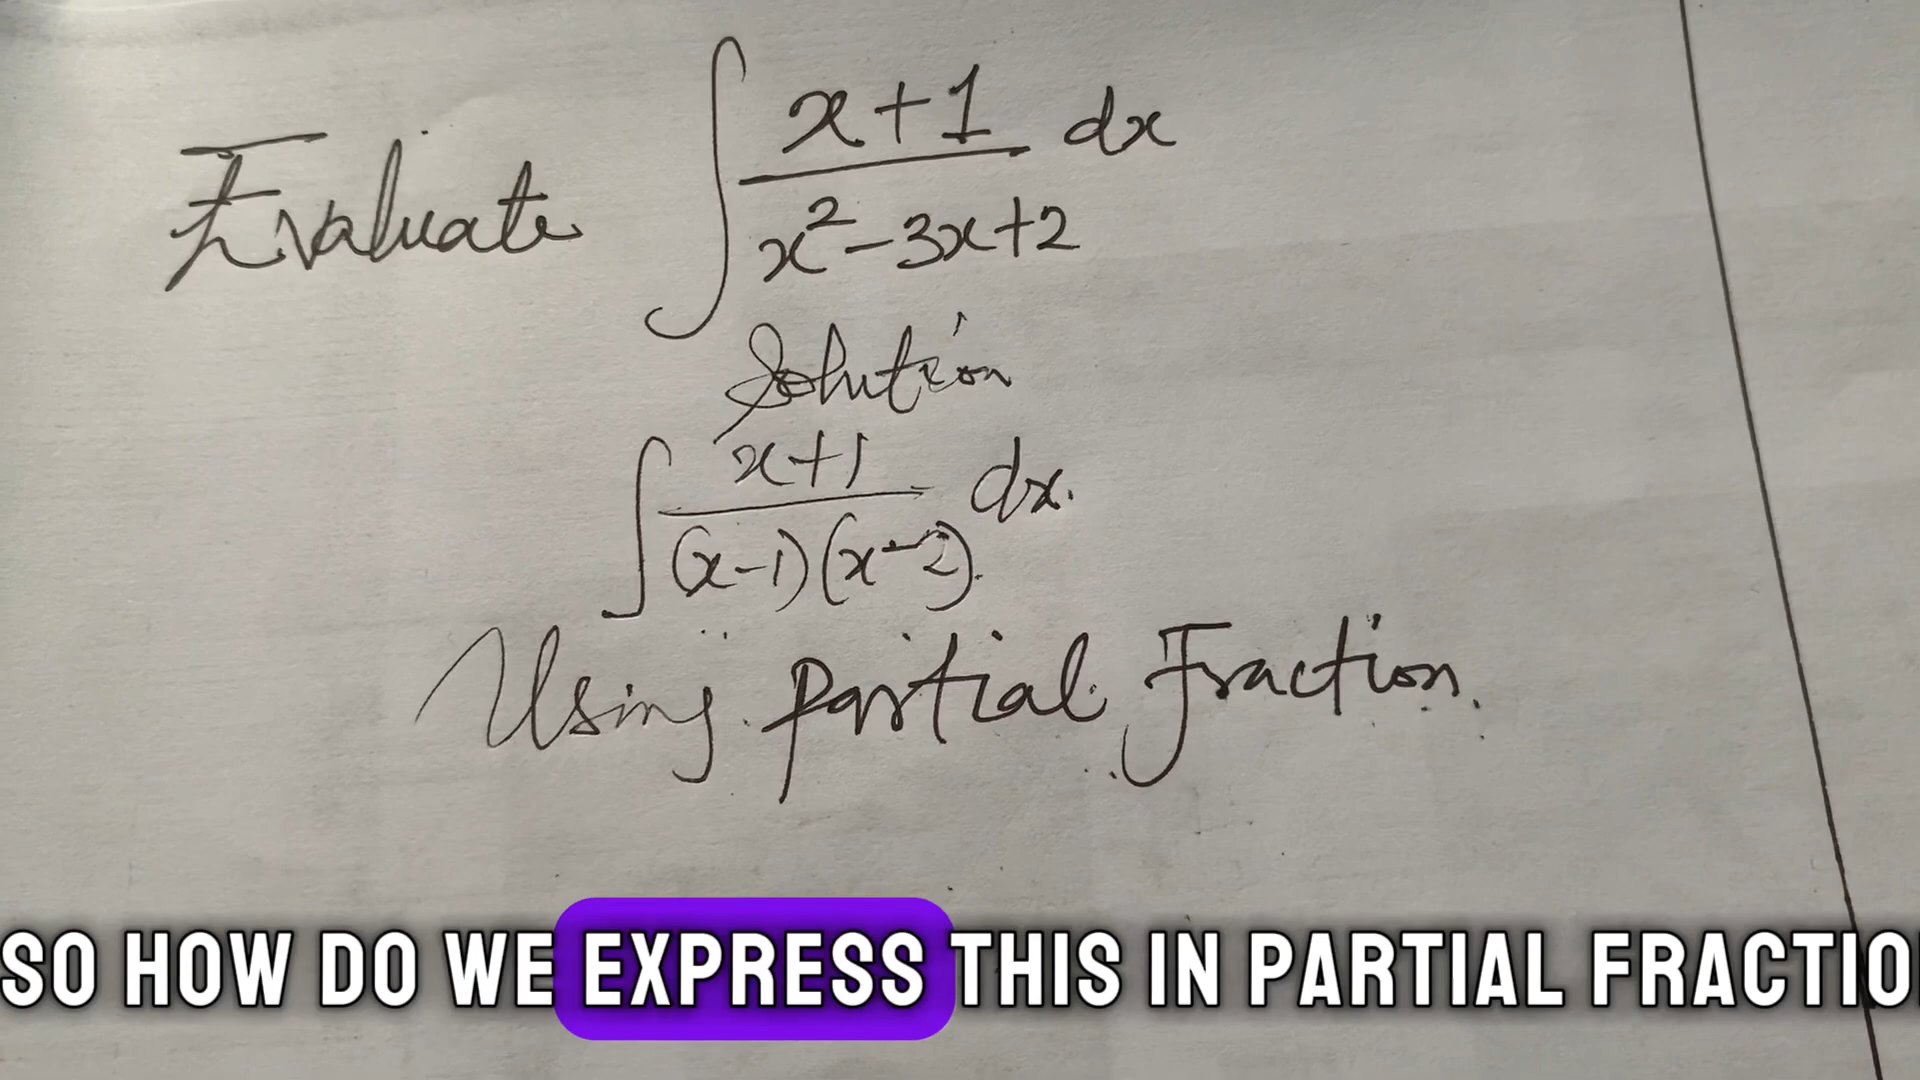 Evaluate ∫ x+1 / x²-3x+2 dx
Solution
∫ x+1 / (x-1)(x-2) dx.
Using partial Fraction.
SO HOW DO WE EXPRESS THIS IN PARTIAL FRACTIO